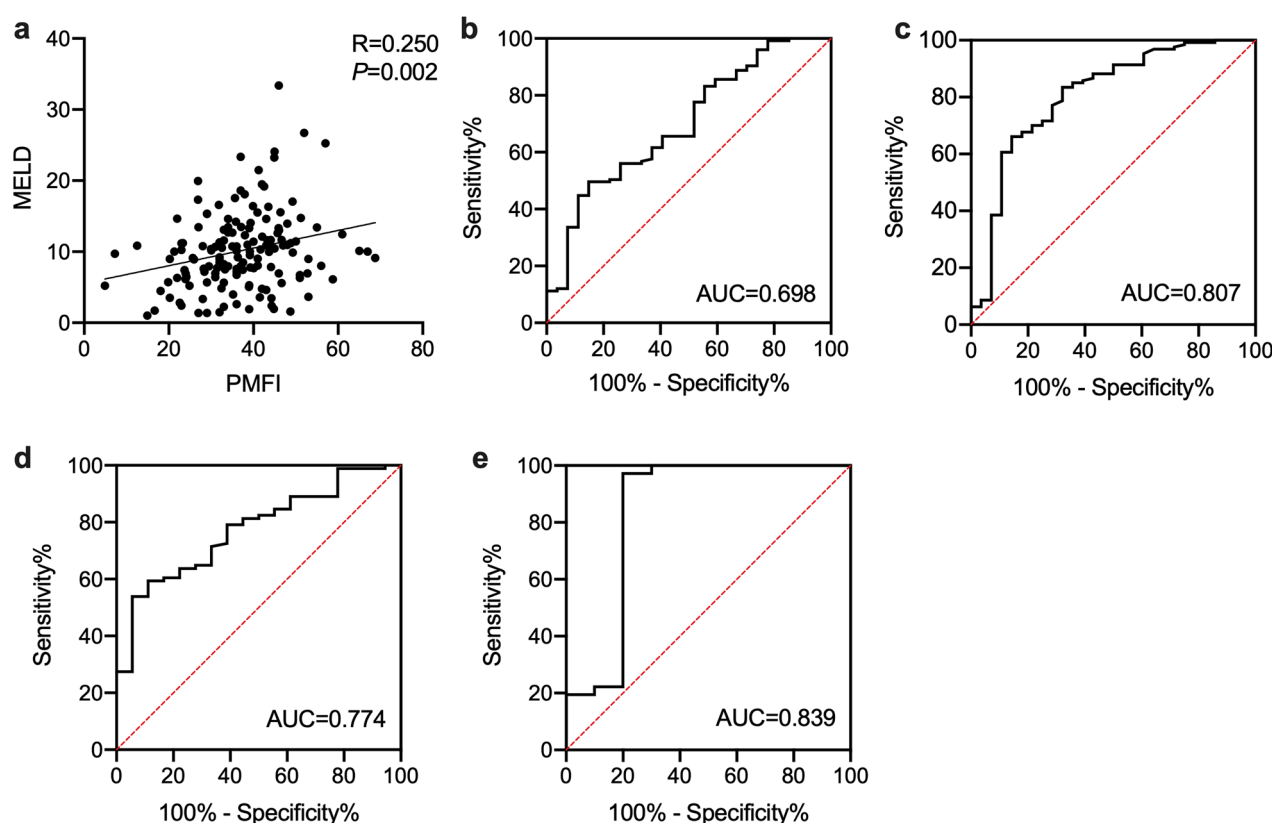 a
R=0.250
P=0.002
MELD
40
30
20
10
0
0 20 40 60 80
PMFI
b
Sensitivity%
100
80
60
40
20
0
AUC=0.698
0 20 40 60 80 100
100% - Specificity%
c
Sensitivity%
100
80
60
40
20
0
AUC=0.807
0 20 40 60 80 100
100% - Specificity%
d
Sensitivity%
100
80
60
40
20
0
AUC=0.774
0 20 40 60 80 100
100% - Specificity%
e
Sensitivity%
100
80
60
40
20
0
AUC=0.839
0 20 40 60 80 100
100% - Specificity%